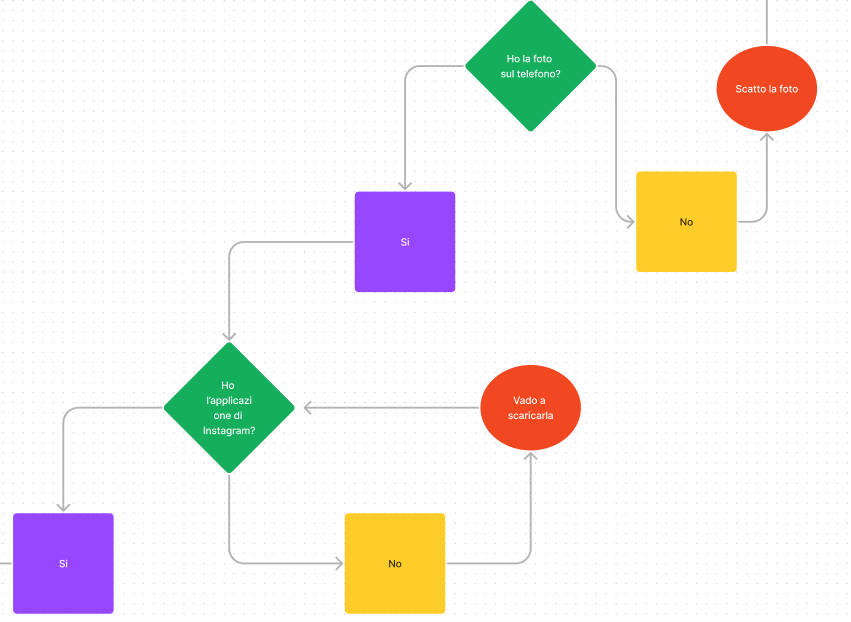 Ho la foto
sul telefono?
Scatto la foto
No
Si
Ho
l'applicazi
one di
Instagram?
Vado a
scaricarla
Si
No